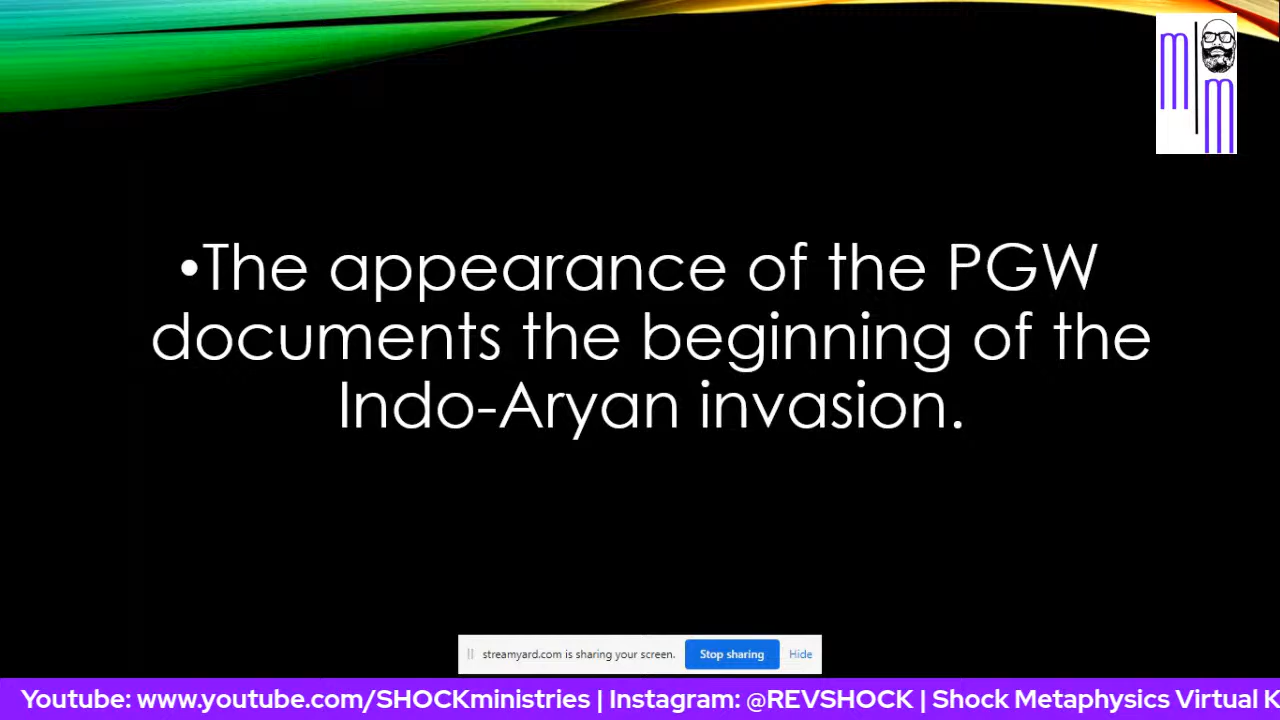 m
m
•The appearance of the PGW
documents the beginning of the
Indo-Aryan invasion.
streamyard.com is sharing your screen. Stop sharing Hide
Youtube: www.youtube.com/SHOCKministries | Instagram: @REVSHOCK | Shock Metaphysics Virtual K